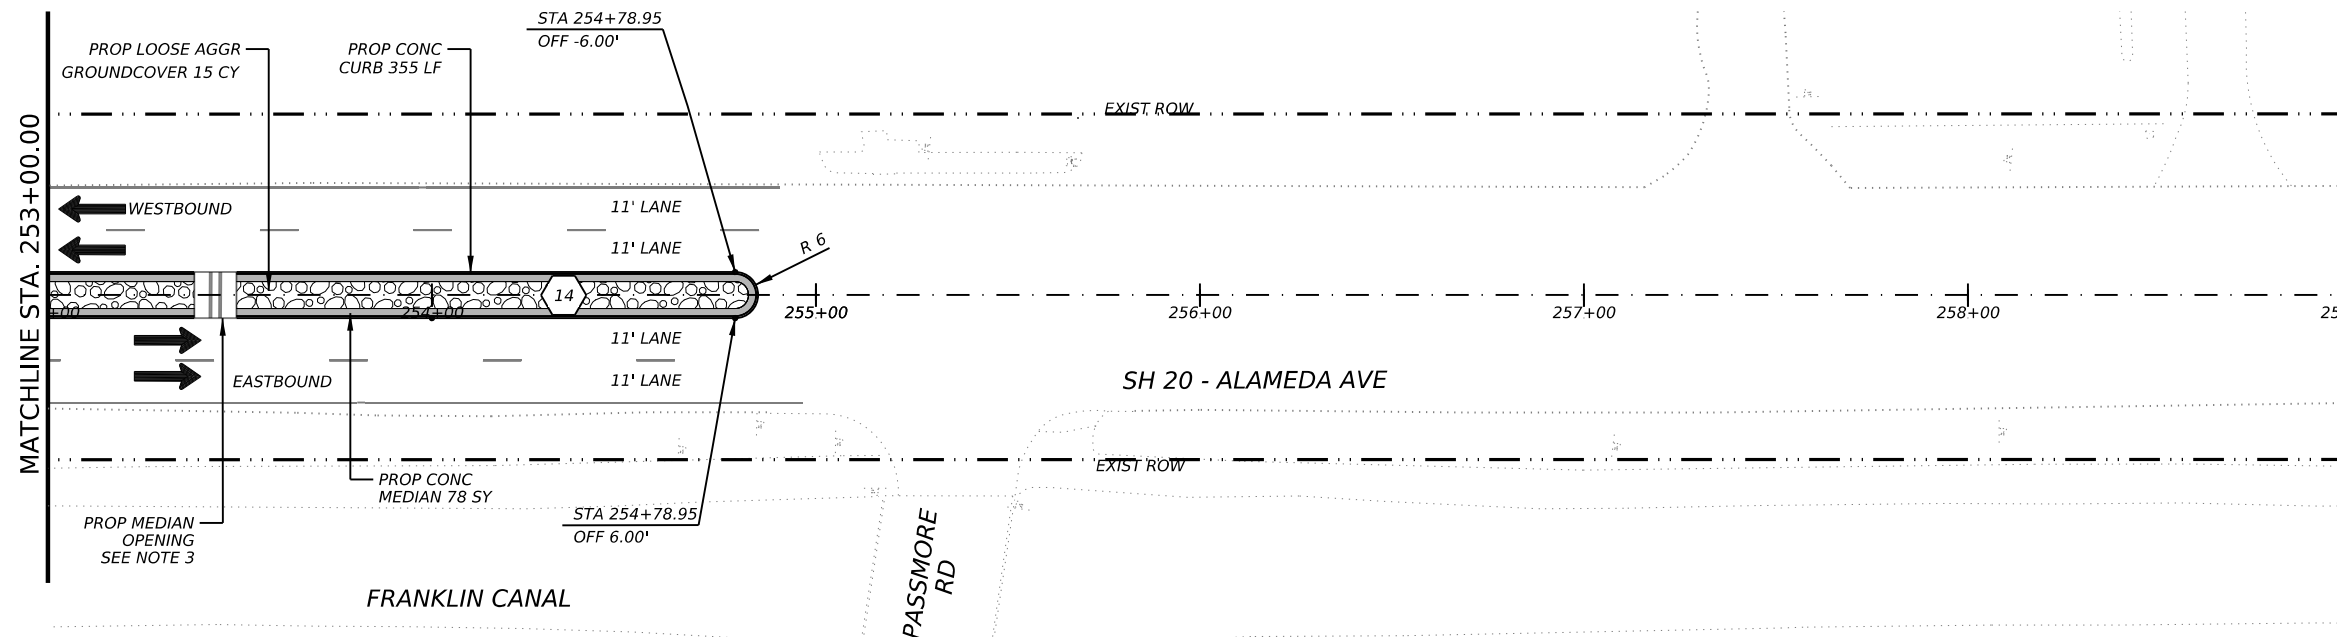 STA 254+78.95
OFF -6.00'
PROP LOOSE AGGR
GROUNDCOVER 15 CY
PROP CONC
CURB 355 LF
EXIST ROW
MATCHLINE STA. 253+00.00
WESTBOUND
11' LANE
11' LANE
R 6
14
+00
254+00
255+00
256+00
257+00
258+00
25
11' LANE
11' LANE
EASTBOUND
SH 20 - ALAMEDA AVE
EXIST ROW
PROP CONC
MEDIAN 78 SY
PROP MEDIAN
OPENING
SEE NOTE 3
STA 254+78.95
OFF 6.00'
PASSMORE
RD
FRANKLIN CANAL